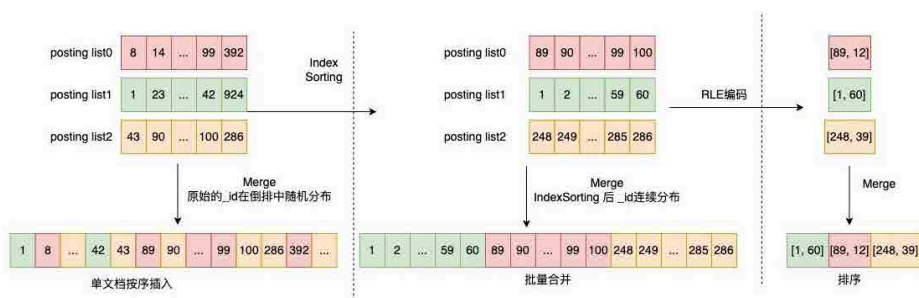 posting list0 8 14 ... 99 392
posting list1 1 23 ... 42 924
posting list2 43 90 ... 100 286
Merge
原始的_id在倒排中随机分布
1 8 ... 42 43 89 90 ... 99 100 286 392 ...
单文档按序插入
Index
Sorting
posting list0 89 90 ... 99 100
posting list1 1 2 ... 59 60
posting list2 248 249 ... 285 286
Merge
IndexSorting 后 _id连续分布
1 2 ... 59 60 89 90 ... 99 100 248 249 ... 285 286
批量合并
RLE编码
[89, 12]
[1, 60]
[248, 39]
Merge
[1, 60] [89, 12] [248, 39]
排序